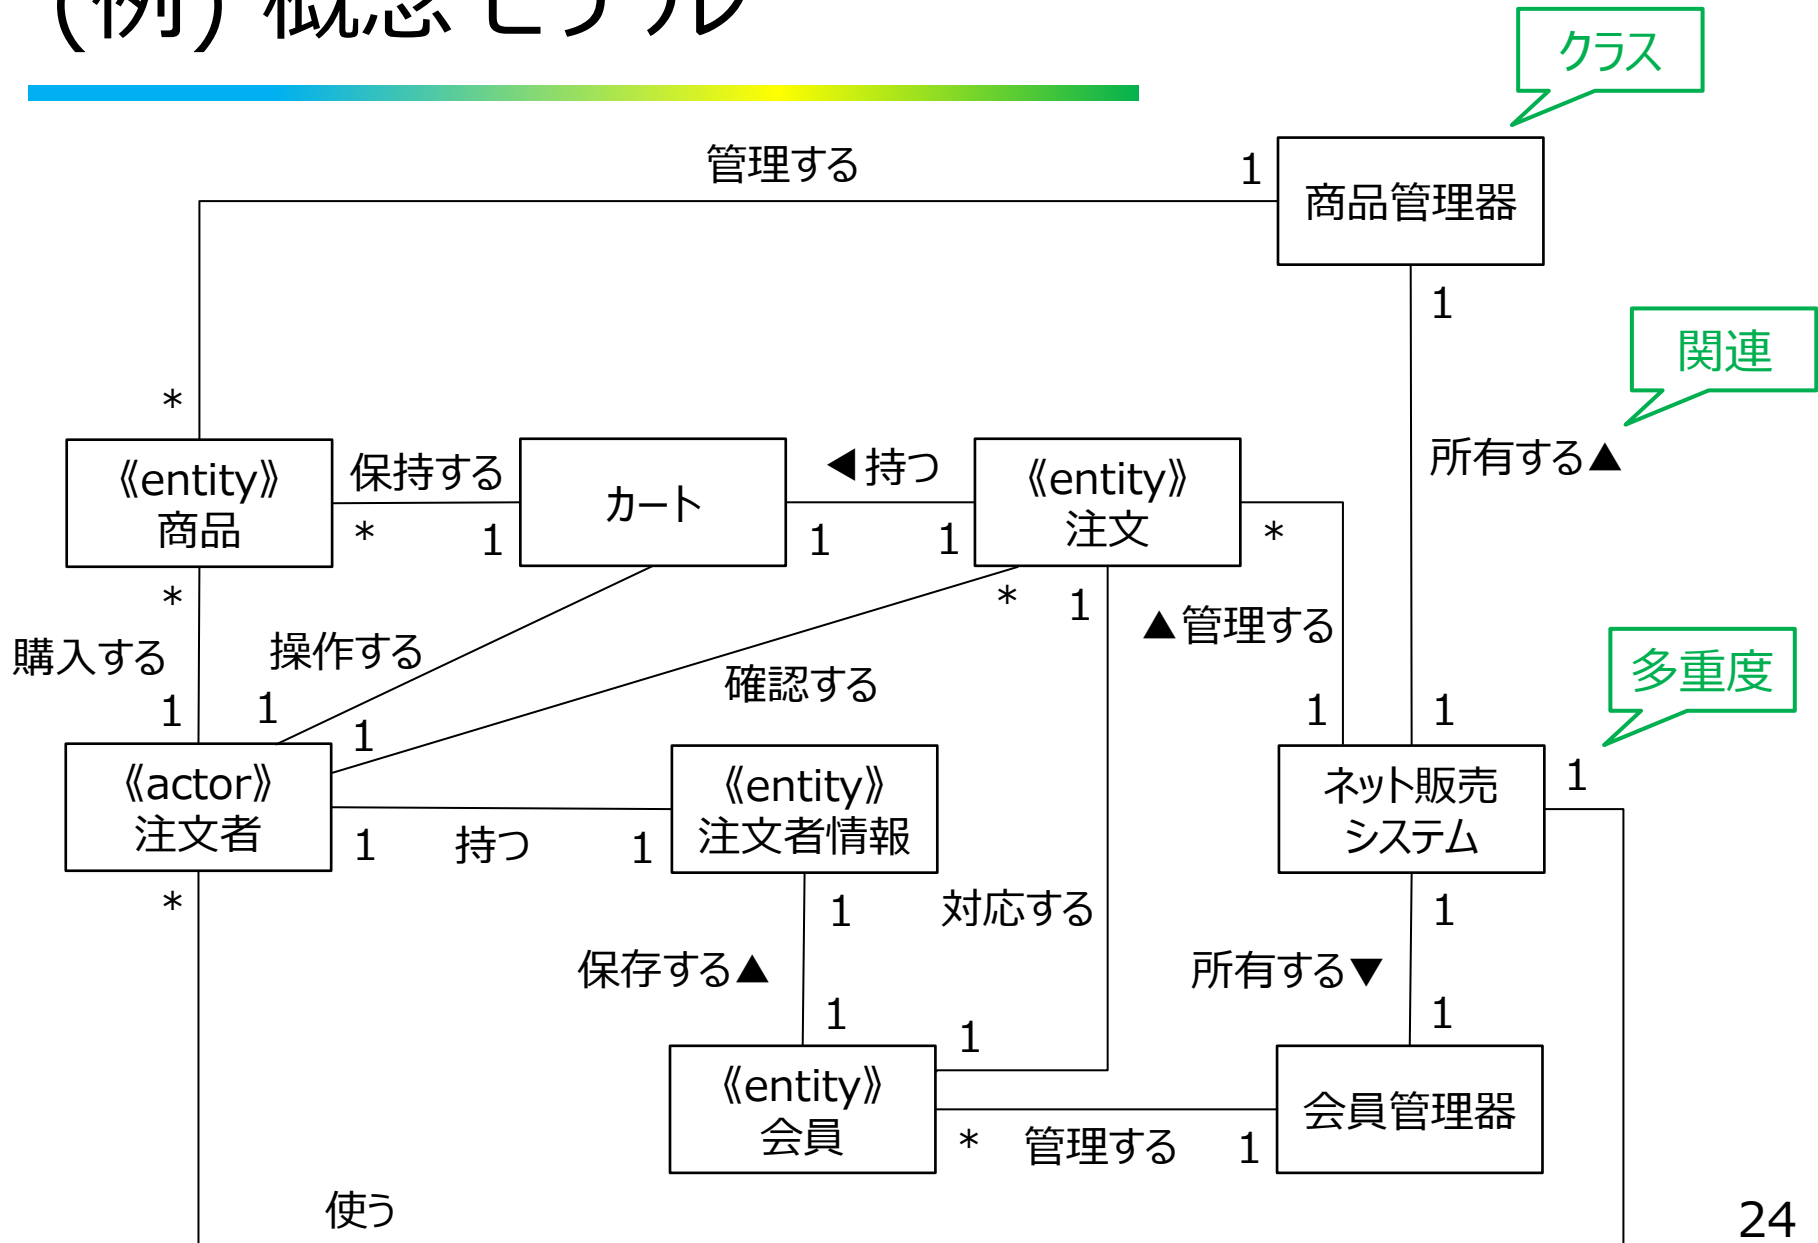 (例) 概念モデル
クラス
管理する
1
商品管理器
1
関連
*
所有する▲
《entity》
商品
保持する
*
1
カート
◀持つ
1
1
《entity》
注文
*
*
購入する
1
操作する
1
確認する
1
*
1
▲管理する
1
1
多重度
《actor》
注文者
1
持つ
1
《entity》
注文者情報
ネット販売
システム
1
*
1
対応する
1
保存する▲
所有する▼
1
1
1
《entity》
会員
*
管理する
1
会員管理器
使う
24